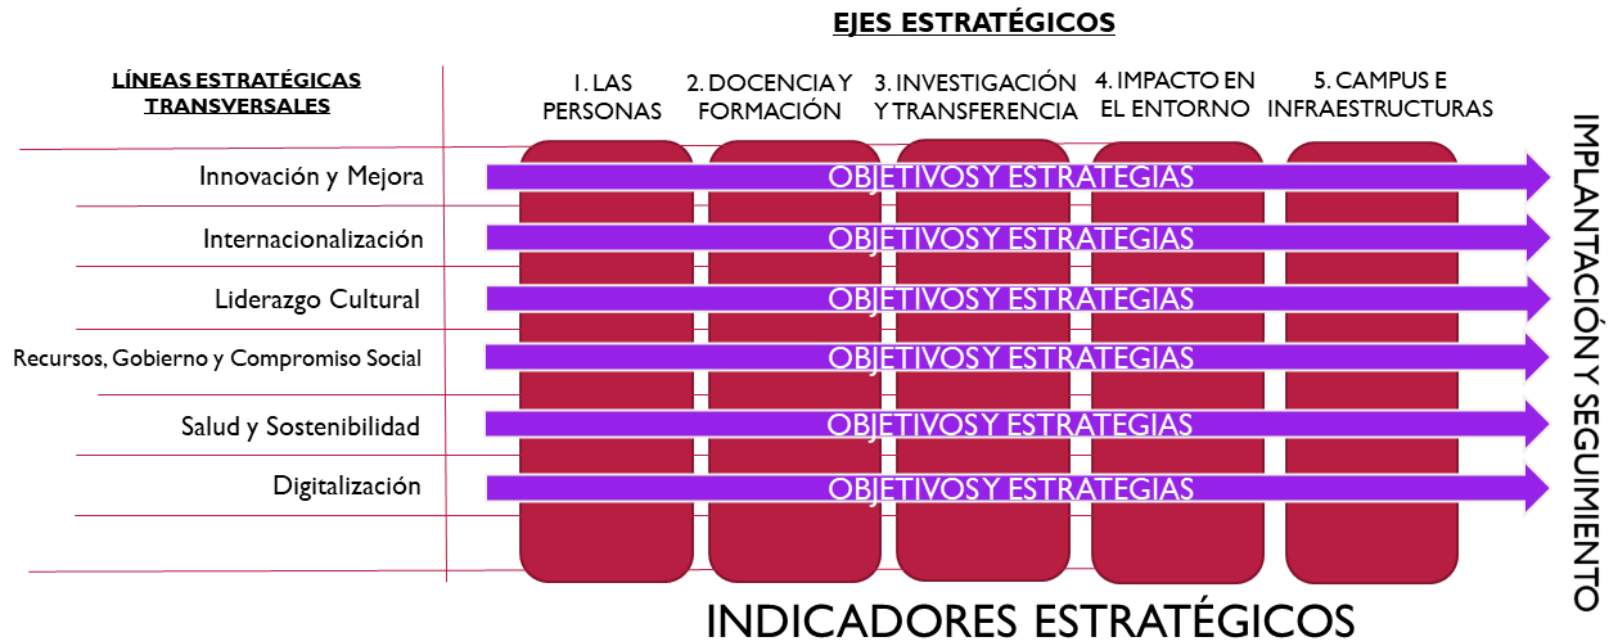 EJES ESTRATÉGICOS
LÍNEAS ESTRATÉGICAS
TRANSVERSALES
1. LAS
PERSONAS
2. DOCENCIA Y
FORMACIÓN
3. INVESTIGACIÓN
Y TRANSFERENCIA
4. IMPACTO EN
EL ENTORNO
5. CAMPUS E
INFRAESTRUCTURAS
Innovación y Mejora
OBJETIVOS Y ESTRATEGIAS
Internacionalización
OBJETIVOS Y ESTRATEGIAS
Liderazgo Cultural
OBJETIVOS Y ESTRATEGIAS
Recursos, Gobierno y Compromiso Social
OBJETIVOS Y ESTRATEGIAS
Salud y Sostenibilidad
OBJETIVOS Y ESTRATEGIAS
Digitalización
OBJETIVOS Y ESTRATEGIAS
IMPLANTACIÓN Y SEGUIMIENTO
INDICADORES ESTRATÉGICOS